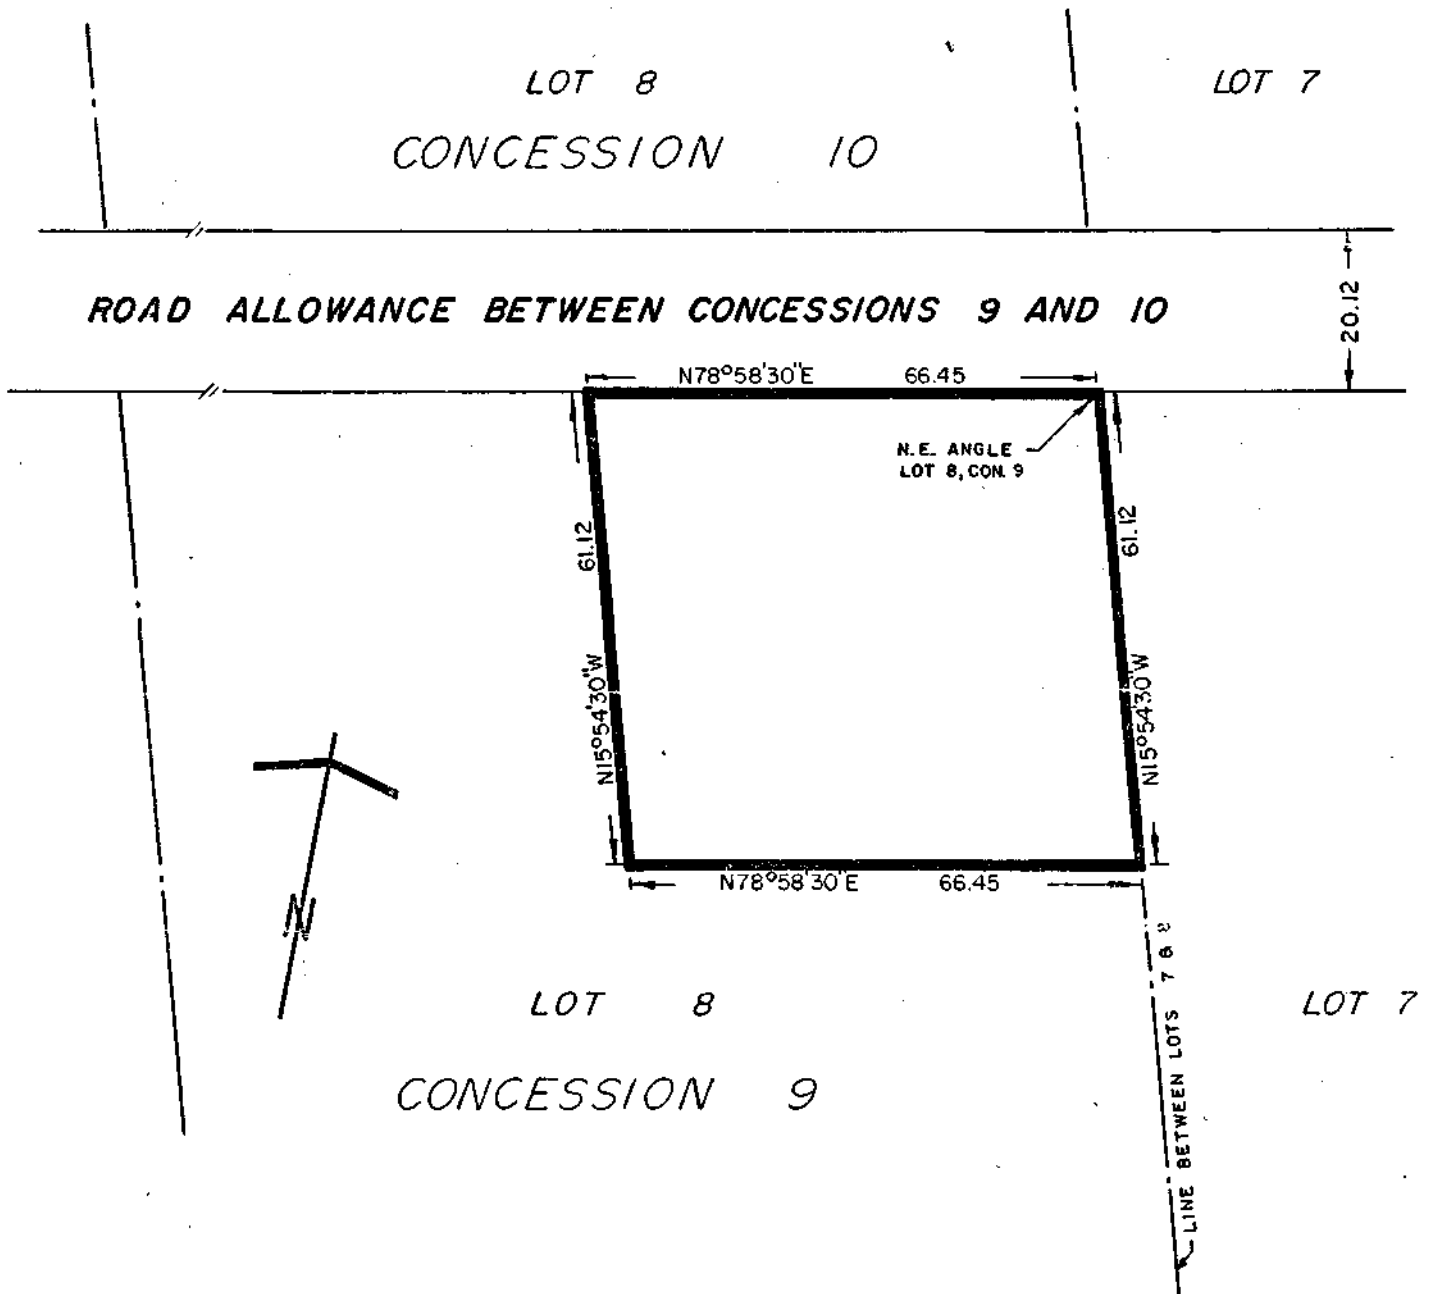 LOT 8 LOT 7
CONCESSION 10
ROAD ALLOWANCE BETWEEN CONCESSIONS 9 AND 10
20.12
N78°58'30"E 66.45
N.E. ANGLE
LOT 8, CON. 9
61.12
61.12
N15°54'30"W
N15°54'30"W
N
N78°58'30"E 66.45
LOT 8 LOT 7
CONCESSION 9
LINE BETWEEN LOTS 7 & 8